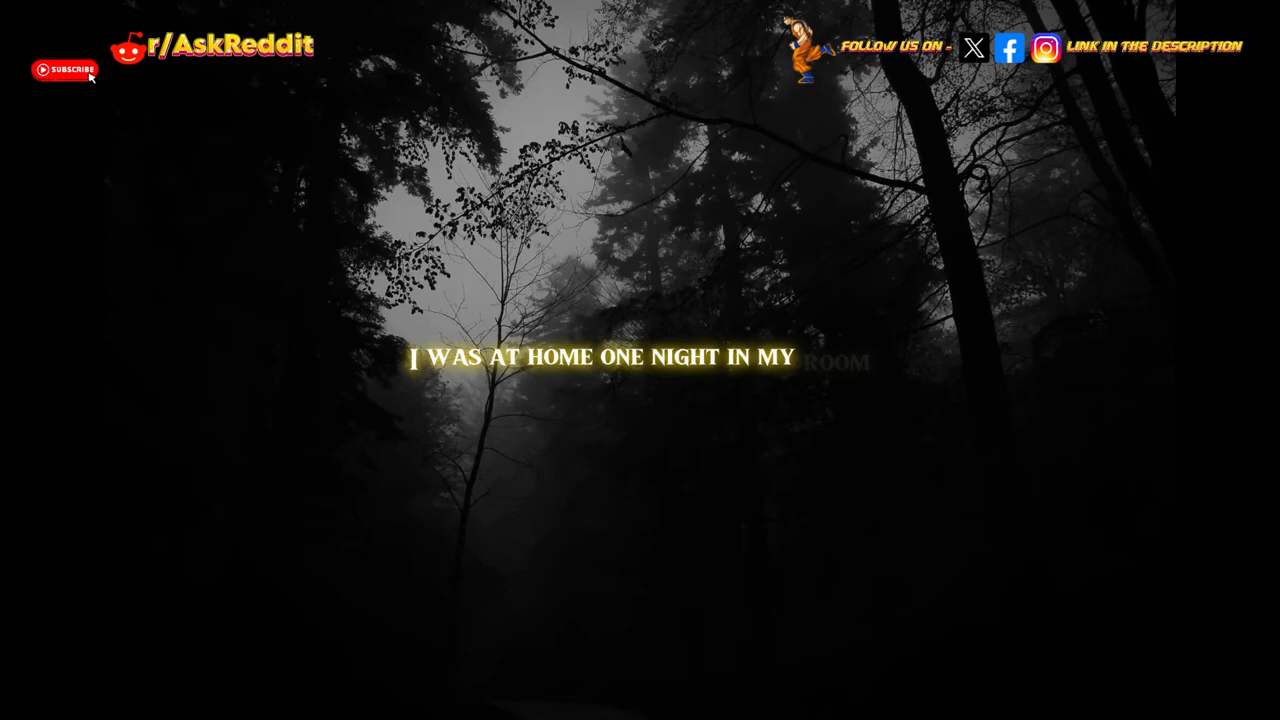 r/AskReddit
SUBSCRIBE
FOLLOW US ON - LINK IN THE DESCRIPTION
I WAS AT HOME ONE NIGHT IN MY ROOM